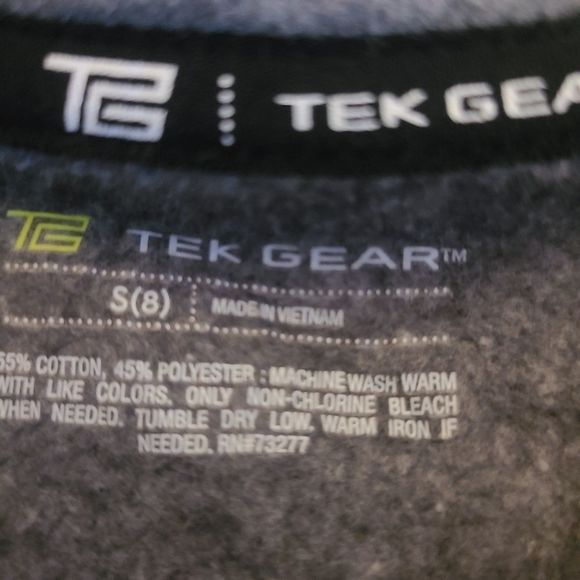 TG TEK GEA
TG TEK GEAR™
S(8) MADE IN VIETNAM
55% COTTON, 45% POLYESTER : MACHINE WASH WARM
WITH LIKE COLORS. ONLY NON-CHLORINE BLEACH
WHEN NEEDED. TUMBLE DRY LOW. WARM IRON IF
NEEDED. RN#73277